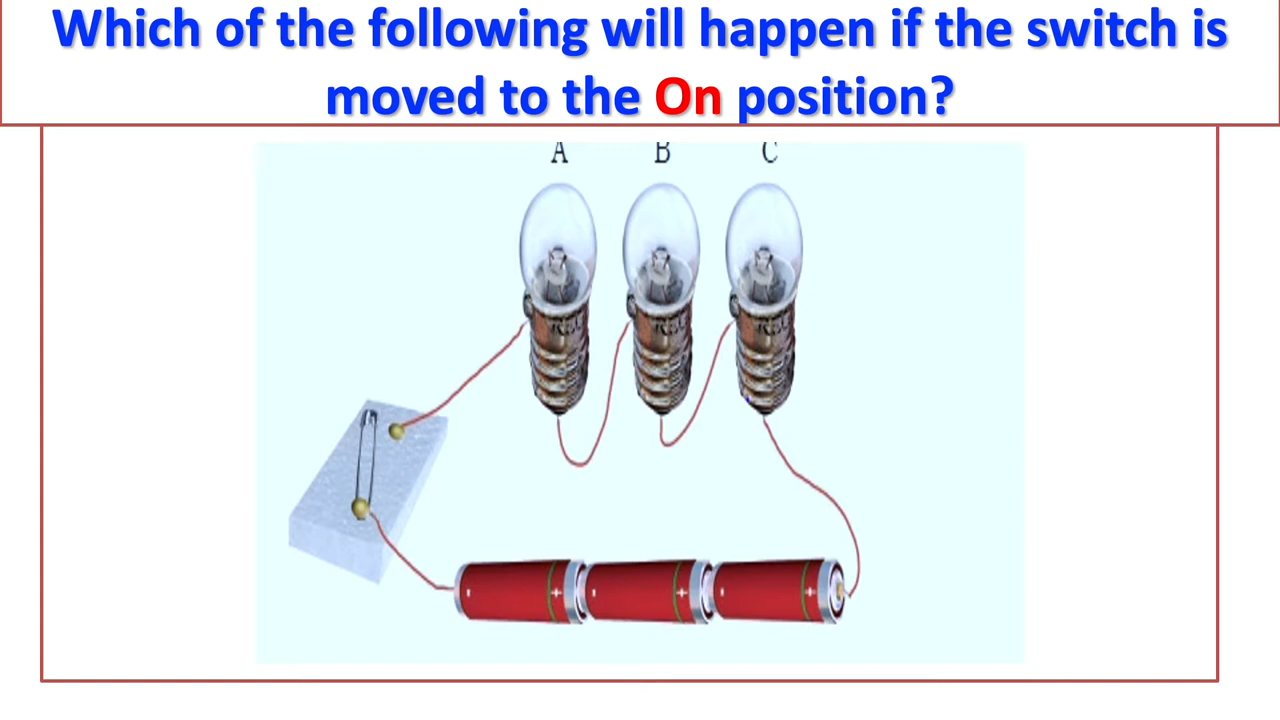 Which of the following will happen if the switch is
moved to the On position?
A B C
- + - + - +